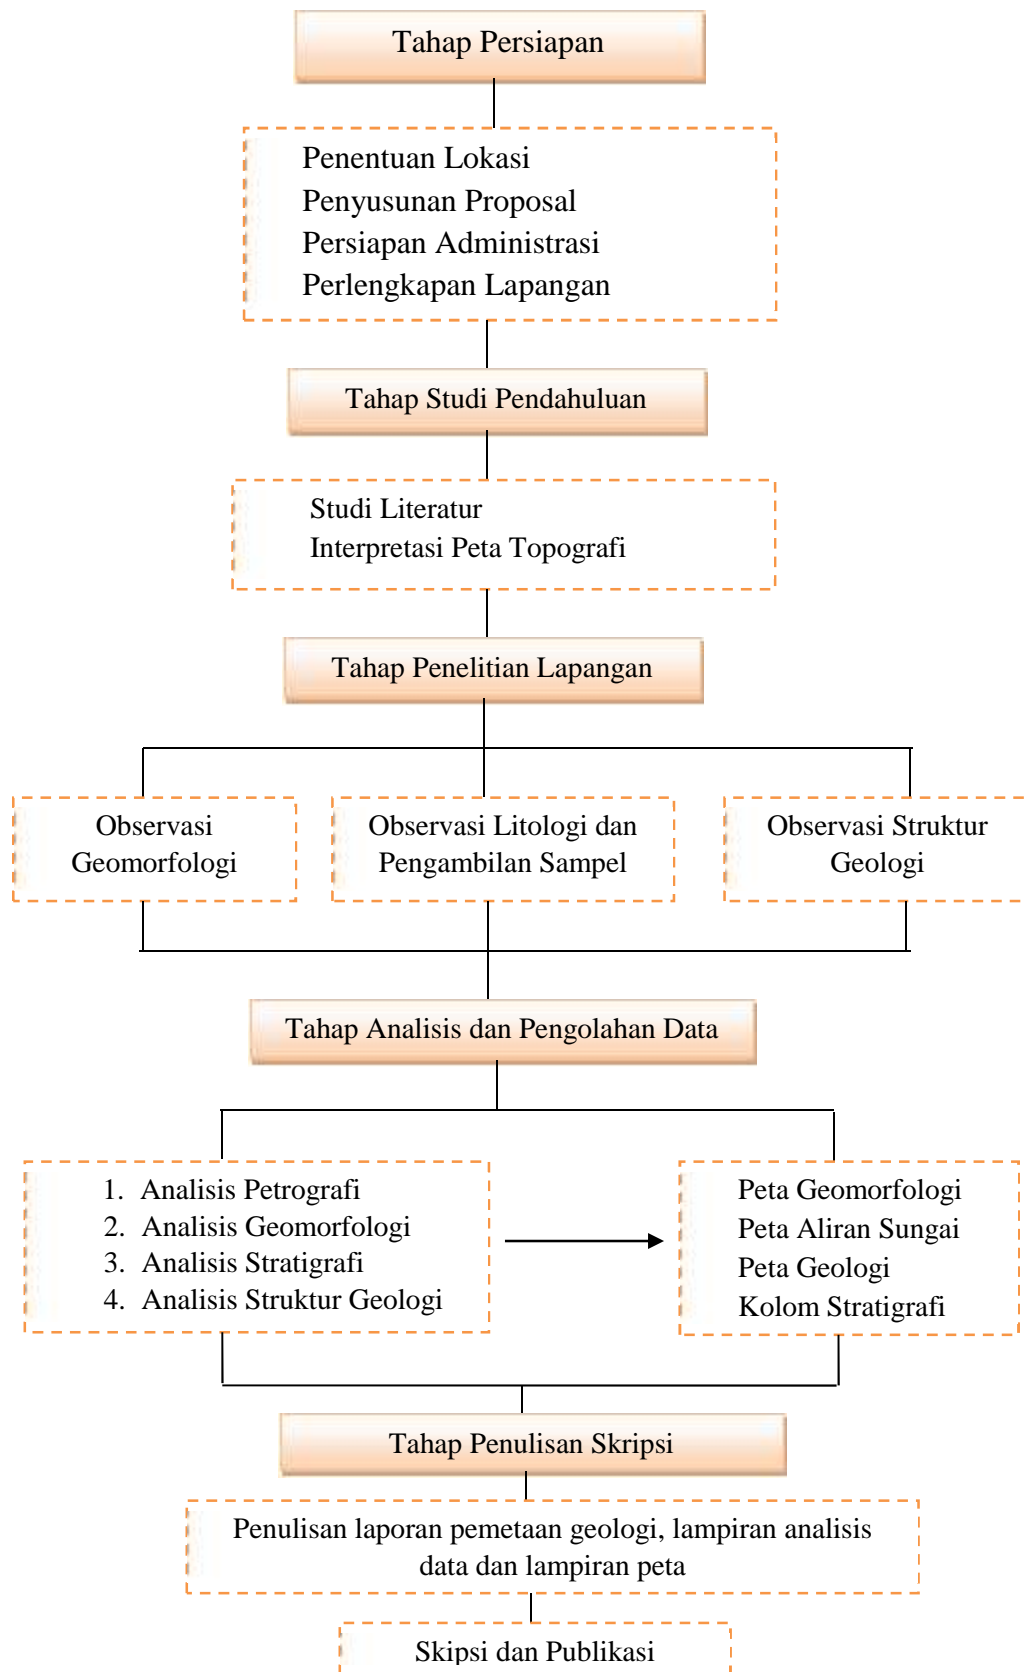 Tahap Persiapan
Penentuan Lokasi
Penyusunan Proposal
Persiapan Administrasi
Perlengkapan Lapangan
Tahap Studi Pendahuluan
Studi Literatur
Interpretasi Peta Topografi
Tahap Penelitian Lapangan
Observasi
Geomorfologi
Observasi Litologi dan
Pengambilan Sampel
Observasi Struktur
Geologi
Tahap Analisis dan Pengolahan Data
1. Analisis Petrografi
2. Analisis Geomorfologi
3. Analisis Stratigrafi
4. Analisis Struktur Geologi
Peta Geomorfologi
Peta Aliran Sungai
Peta Geologi
Kolom Stratigrafi
Tahap Penulisan Skripsi
Penulisan laporan pemetaan geologi, lampiran analisis
data dan lampiran peta
Skipsi dan Publikasi